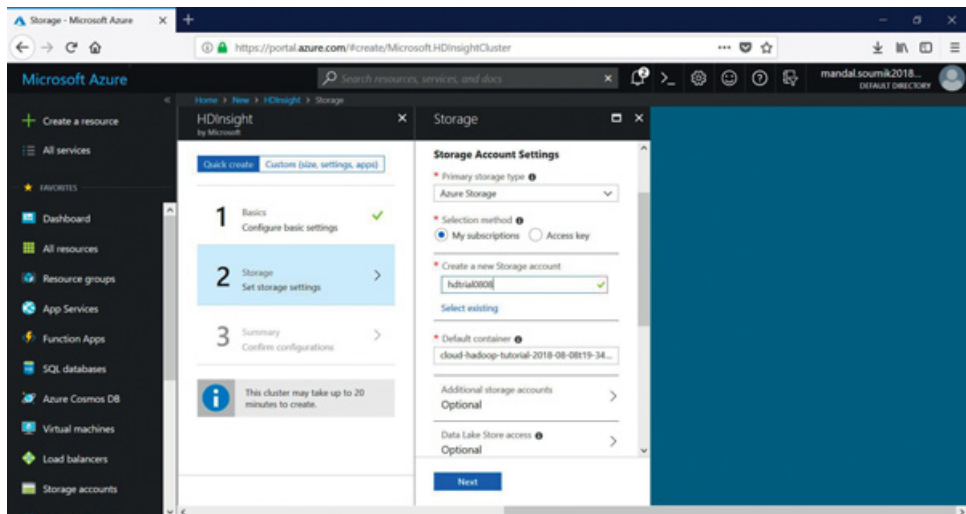 Storage - Microsoft Azure
https://portal.azure.com/#create/Microsoft.HDInsightCluster
Microsoft Azure
Search resources, services, and docs
mandal.soumik2018...
DEFAULT DIRECTORY
Home > New > HDInsight > Storage
Create a resource
All services
FAVORITES
Dashboard
All resources
Resource groups
App Services
Function Apps
SQL databases
Azure Cosmos DB
Virtual machines
Load balancers
Storage accounts
HDInsight
by Microsoft
Quick create
Custom (size, settings, apps)
1
Basics
Configure basic settings
2
Storage
Set storage settings
3
Summary
Confirm configurations
This cluster may take up to 20
minutes to create.
Storage
Storage Account Settings
* Primary storage type
Azure Storage
* Selection method
My subscriptions
Access key
* Create a new Storage account
hdtrial0808
Select existing
* Default container
cloud-hadoop-tutorial-2018-08-08t19-34...
Additional storage accounts
Optional
Data Lake Store access
Optional
Next